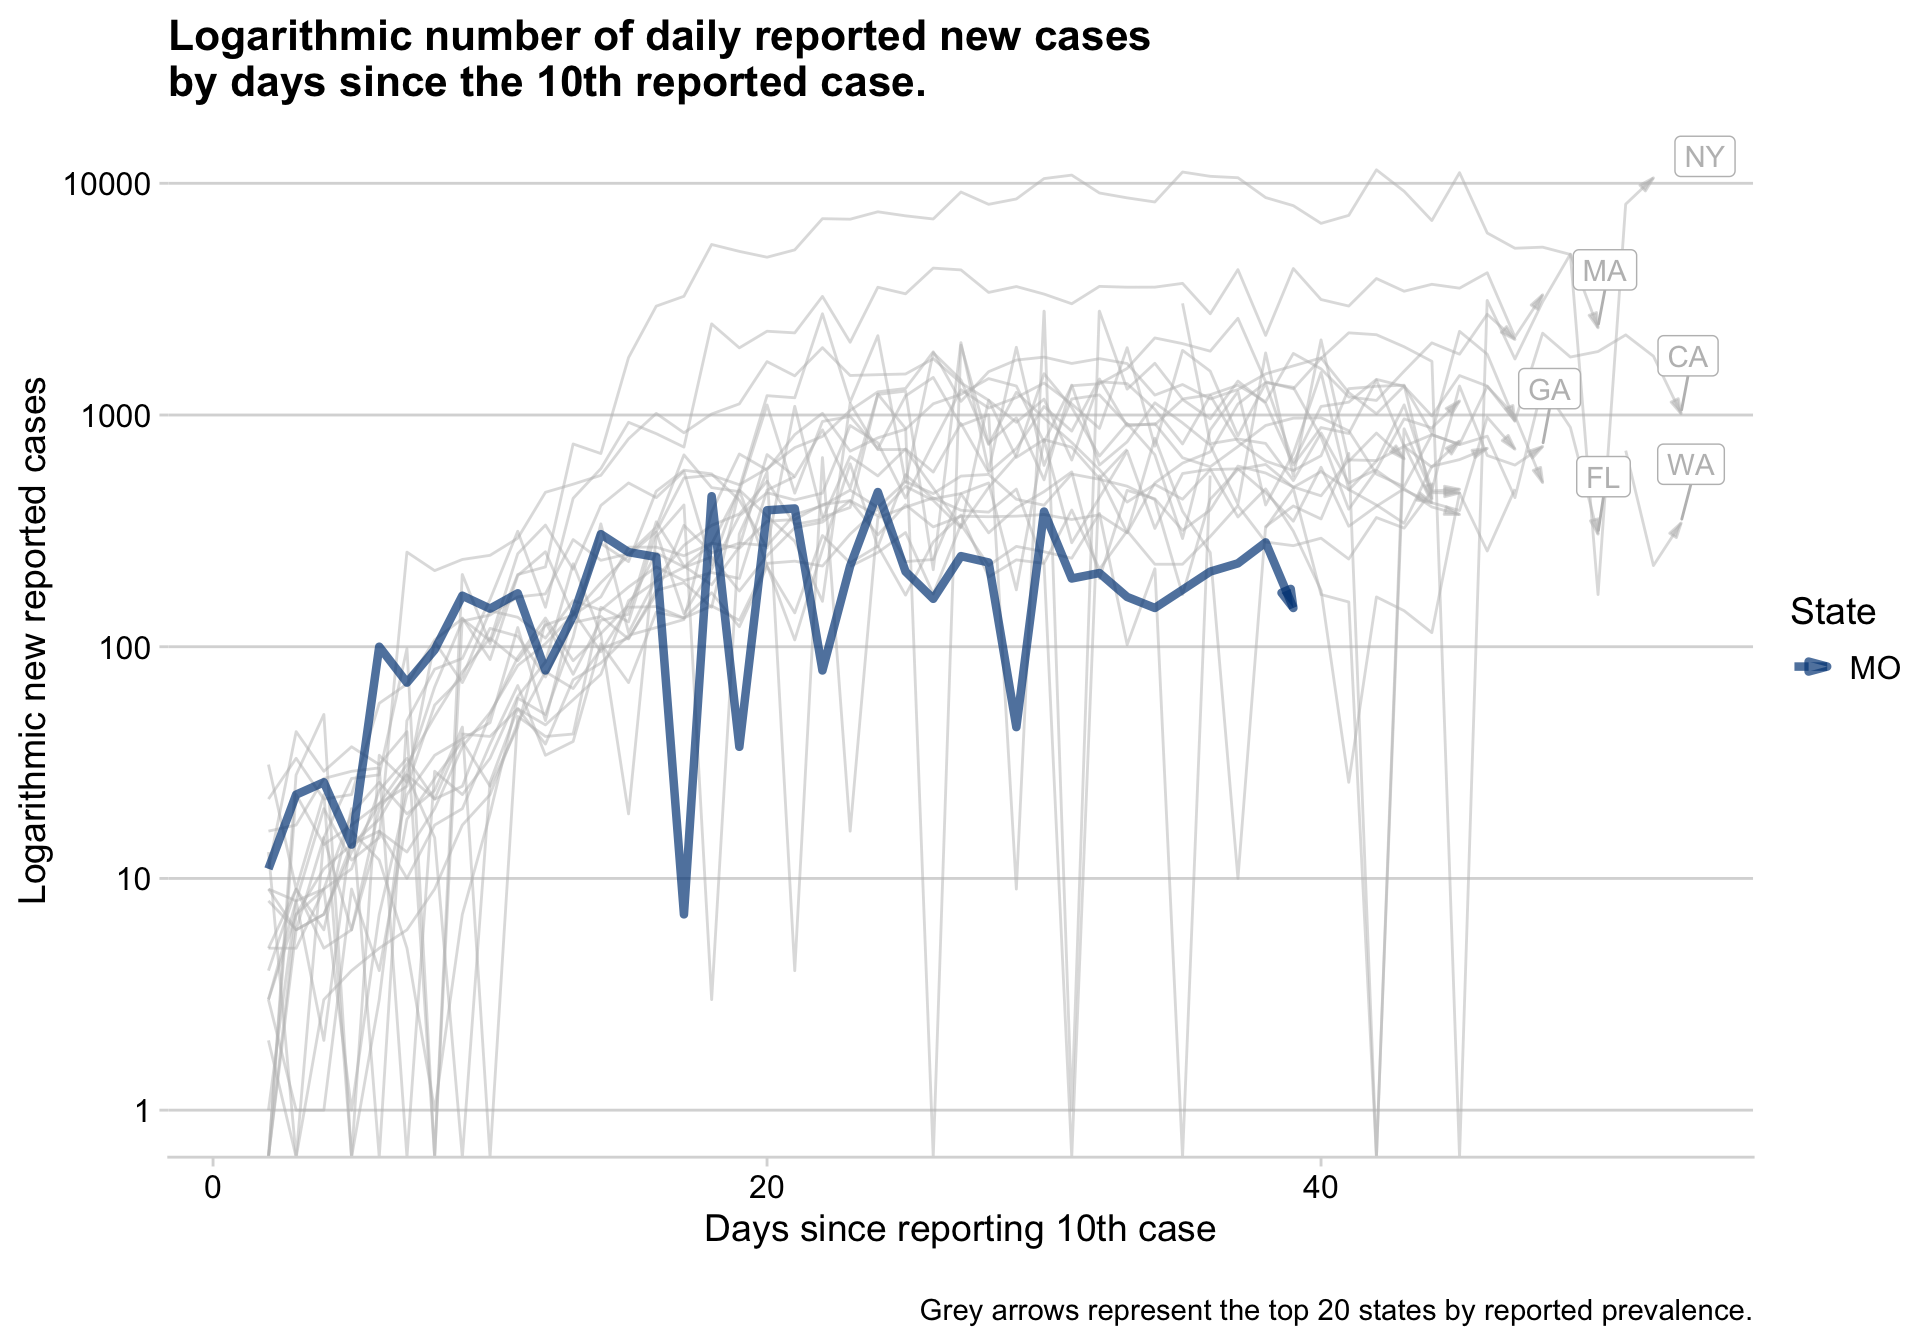 Logarithmic number of daily reported new cases
by days since the 10th reported case.
NY
10000
MA
CA
GA
1000
WA
FL
Logarithmic new reported cases
State
MO
100
10
1
0
20
40
Days since reporting 10th case
Grey arrows represent the top 20 states by reported prevalence.